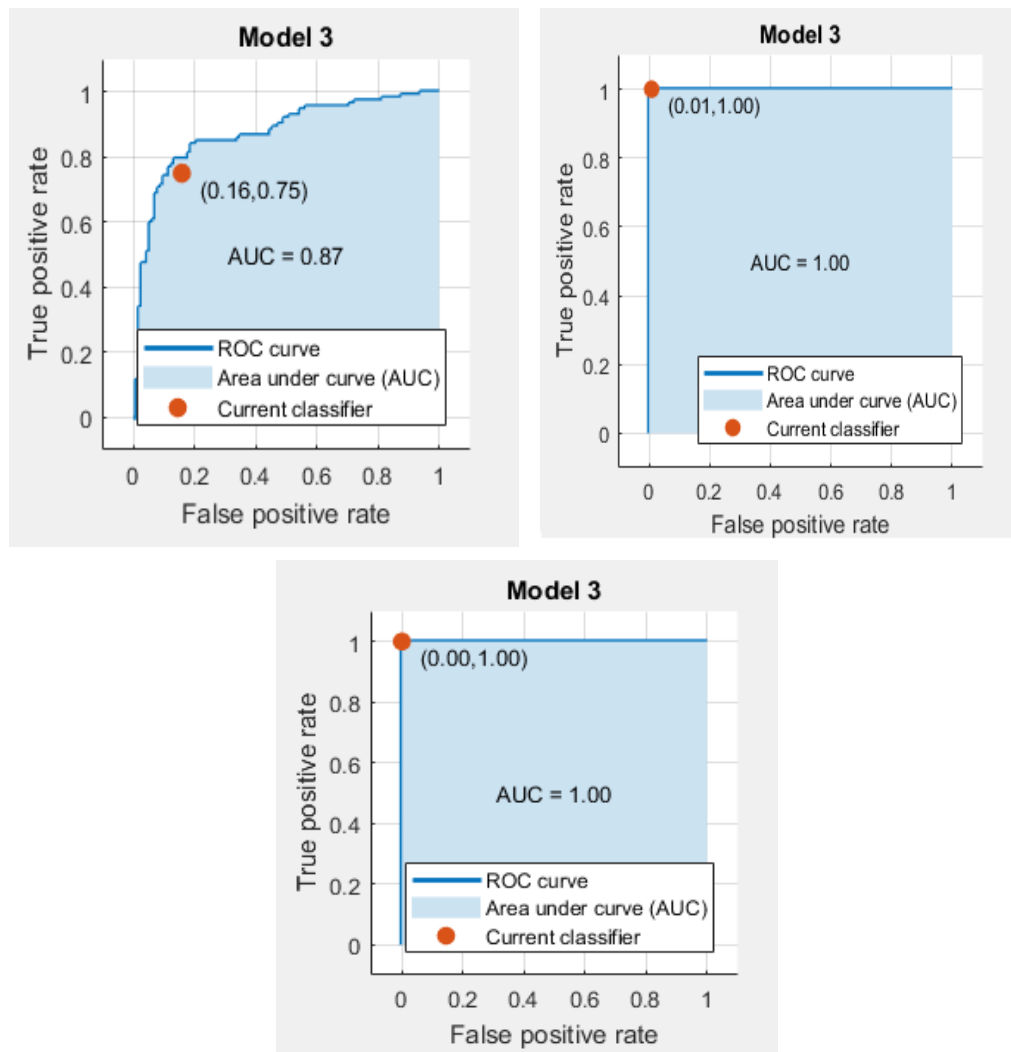 Model 3
1
0.8
0.6
0.4
0.2
0
True positive rate
(0.16,0.75)
AUC = 0.87
ROC curve
Area under curve (AUC)
Current classifier
0 0.2 0.4 0.6 0.8 1
False positive rate
Model 3
1
0.8
0.6
0.4
0.2
0
True positive rate
(0.01,1.00)
AUC = 1.00
ROC curve
Area under curve (AUC)
Current classifier
0 0.2 0.4 0.6 0.8 1
False positive rate
Model 3
1
0.8
0.6
0.4
0.2
0
True positive rate
(0.00,1.00)
AUC = 1.00
ROC curve
Area under curve (AUC)
Current classifier
0 0.2 0.4 0.6 0.8 1
False positive rate